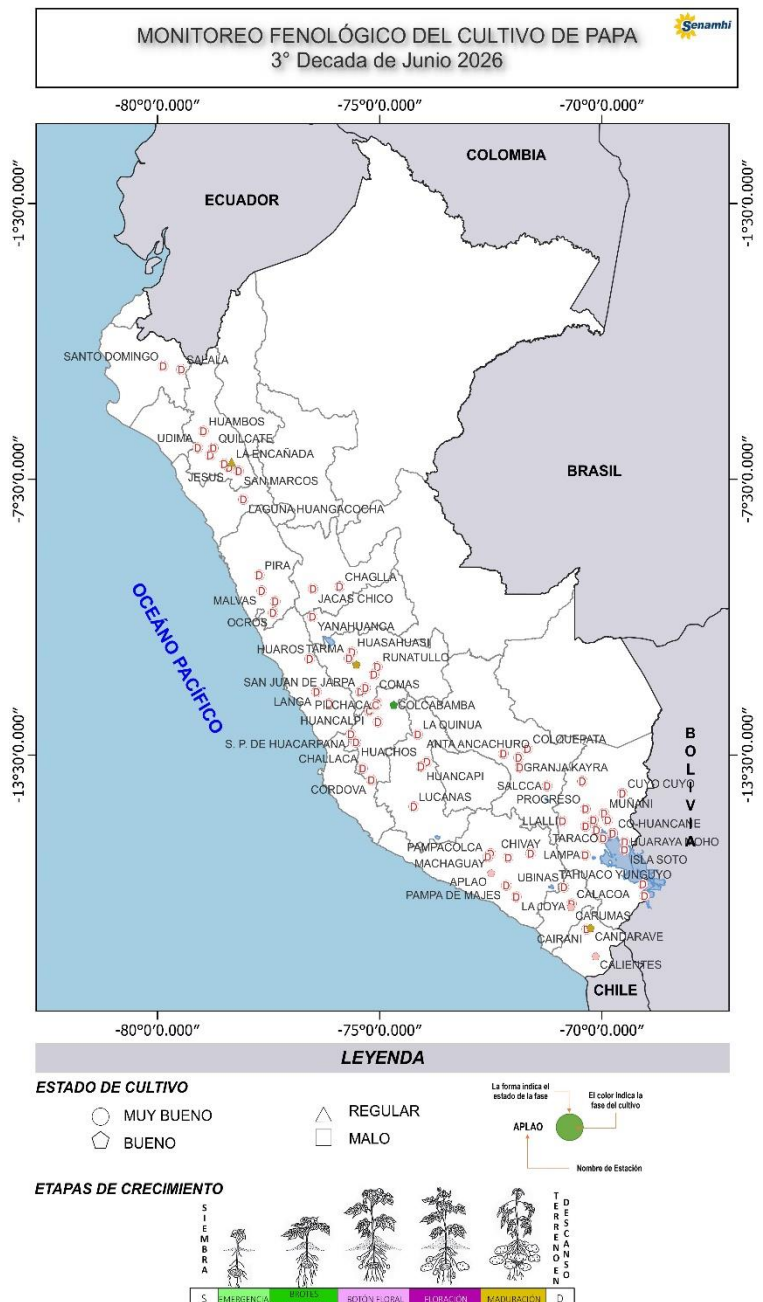 MONITOREO FENOLÓGICO DEL CULTIVO DE PAPA
3° Decada de Junio 2026
Senamhi
-80°0'0.000" -75°0'0.000" -70°0'0.000"
COLOMBIA
ECUADOR
-1°30'0.000" -1°30'0.000"
SANTO DOMINGO
SALALA
HUAMBOS
UDIMA QUILCATE
LA ENCAÑADA
BRASIL
JESUS SAN MARCOS
-7°30'0.000" -7°30'0.000"
LAGUNA HUANGACOCHA
PIRA
CHAGLLA
MALVAS JACAS CHICO
OCROS YANAHUANCA
OCEÁNO PACÍFICO
HUAROS TARMA HUASAHUASI
RUNATULLO
SAN JUAN DE JARPA COMAS
LANGA PILCHACA COLCABAMBA
HUANCALPI LA QUINUA
S. P. DE HUACARPANA ANTA ANCACHURO COLQUEPATA
HUACHOS
-13°30'0.000" -13°30'0.000"
CHALLACA GRANJA KAYRA
HUANCAPI
CORDOVA SALCCA CUYO CUYO
LUCANAS PROGRESO MUÑANI
LLALLI CO-HUANCANE
TARACO HUARAYA MOHO
PAMPACOLCA CHIVAY LAMPA ISLA SOTO
MACHAGUAY
APLAO UBINAS TAHUACO YUNGUYO
PAMPA DE MAJES LA JOYA CALACOA
CARUMAS
CAIRANI CANDARAVE
CALIENTES
BOLIVIA
CHILE
-80°0'0.000" -75°0'0.000" -70°0'0.000"
LEYENDA
ESTADO DE CULTIVO
MUY BUENO REGULAR
BUENO MALO
La forma indica el
estado de la fase
El color Indica la
fase del cultivo
APLAO
Nombre de Estación
ETAPAS DE CRECIMIENTO
SIEMBRA
TERRENO EN
DESCANSO
S EMERGENCIA BROTES BOTÓN FLORAL FLORACIÓN MADURACIÓN D